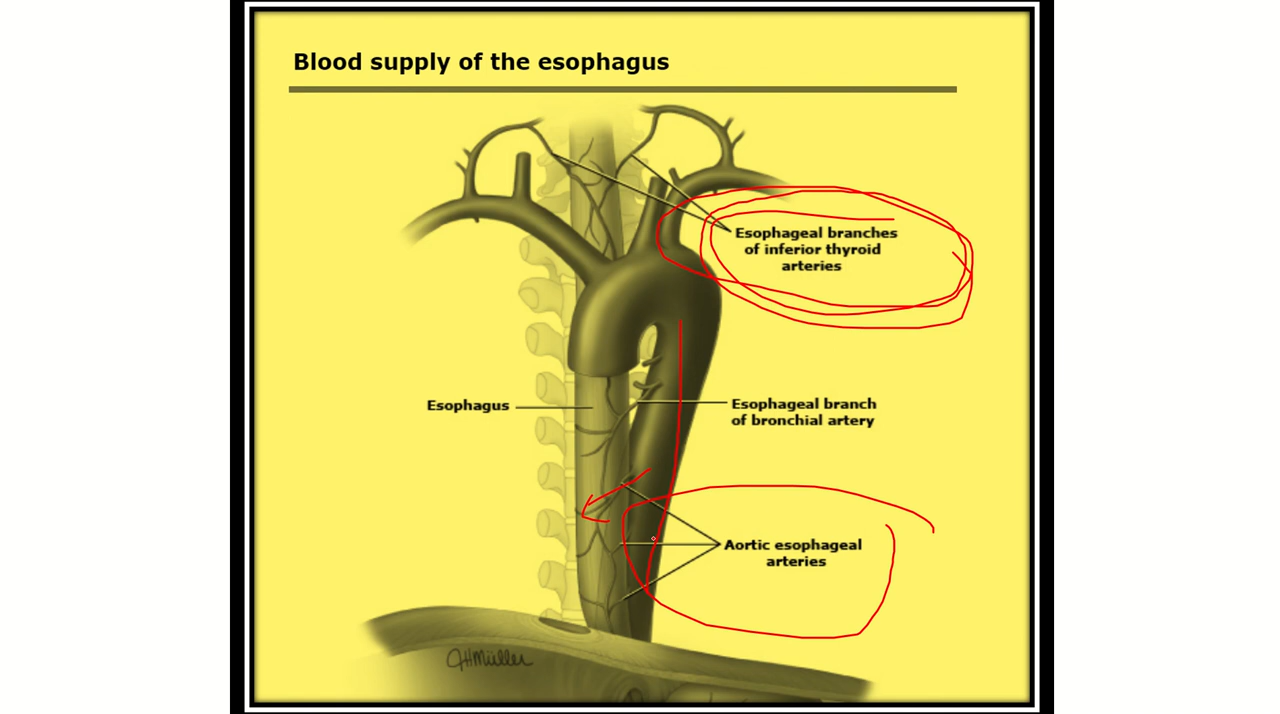 Blood supply of the esophagus
Esophageal branches
of inferior thyroid
arteries
Esophagus
Esophageal branch
of bronchial artery
Aortic esophageal
arteries
JHMüller